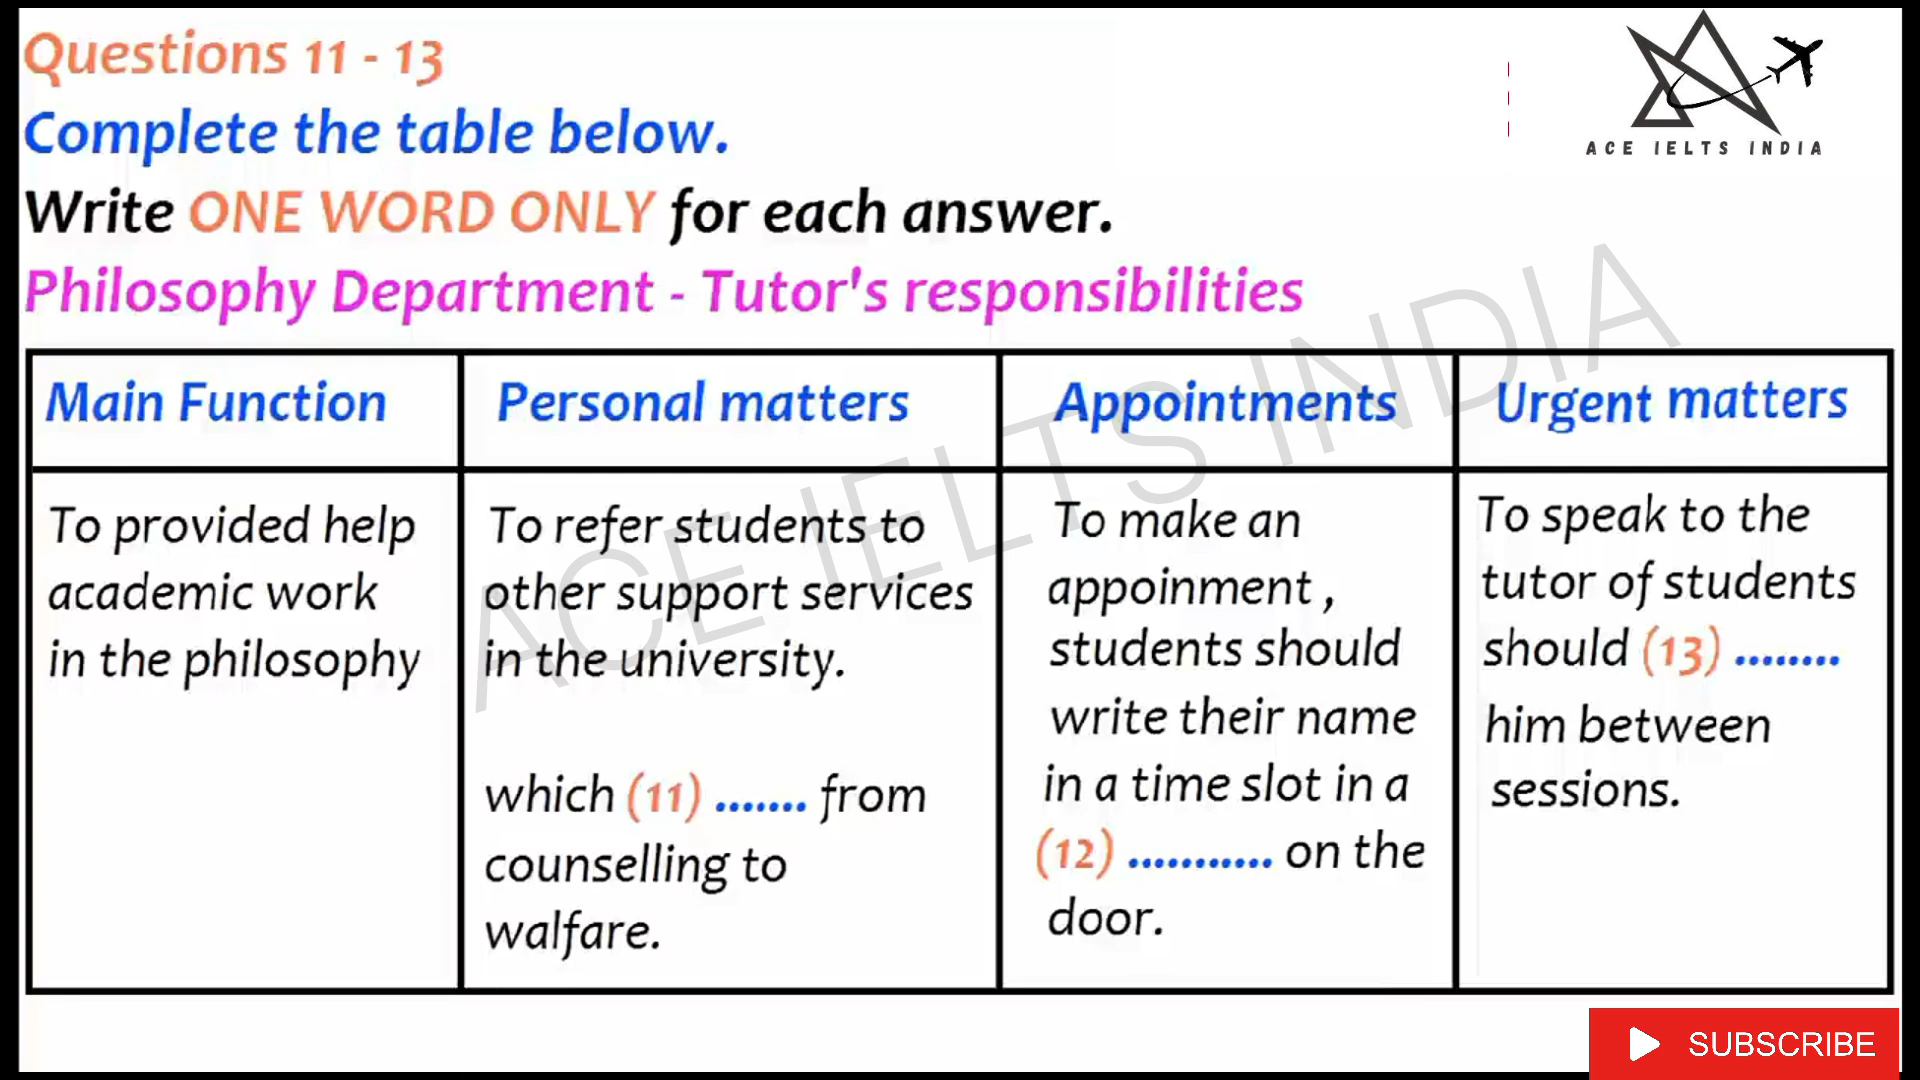 Questions 11 - 13
Complete the table below.
Write ONE WORD ONLY for each answer.
Philosophy Department - Tutor's responsibilities
ACE IELTS INDIA
Main Function
To provided help
academic work
in the philosophy
Personal matters
To refer students to
other support services
in the university.
which (11) ....... from
counselling to
walfare.
Appointments
To make an
appoinment ,
students should
write their name
in a time slot in a
(12) ........... on the
door.
Urgent matters
To speak to the
tutor of students
should (13) ........
him between
sessions.
ACE IELTS INDIA
SUBSCRIBE